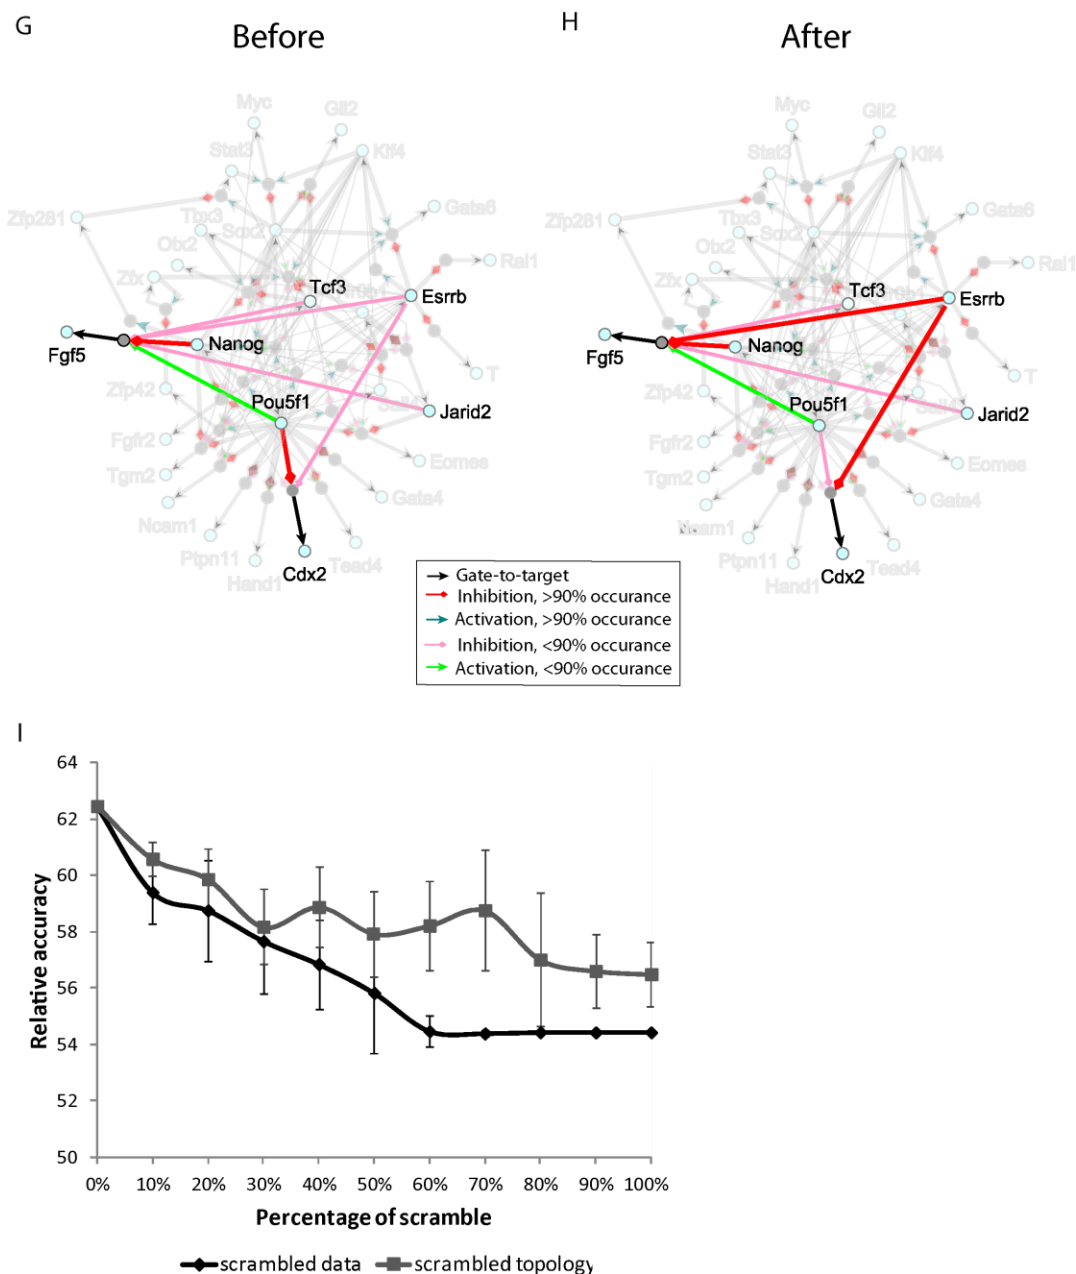 G
Before
H
After
Myc
Gli2
Stat3
Klf4
Zfp281
Tbx3
Sox2
Gata6
Otx2
Zfx
Ral1
Tcf3
Esrrb
Fgf5
Nanog
T
Zfp42
Pou5f1
Jarid2
Fgfr2
Tgm2
Eomes
Ncam1
Gata4
Ptpn11
Hand1
Cdx2
Tead4
Myc
Gli2
Stat3
Klf4
Zfp281
Tbx3
Sox2
Gata6
Otx2
Zfx
Ral1
Tcf3
Esrrb
Fgf5
Nanog
T
Zfp42
Pou5f1
Jarid2
Fgfr2
Tgm2
Eomes
Ncam1
Gata4
Ptpn11
Hand1
Cdx2
Tead4
Gate-to-target
Inhibition, >90% occurance
Activation, >90% occurance
Inhibition, <90% occurance
Activation, <90% occurance
I
64
62
60
58
56
54
52
50
Relative accuracy
0% 10% 20% 30% 40% 50% 60% 70% 80% 90% 100%
Percentage of scramble
scrambled data scrambled topology